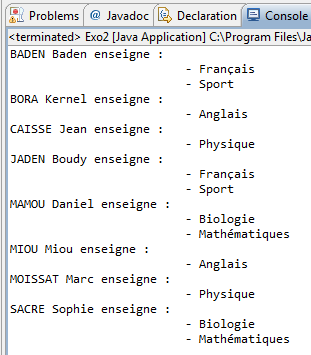 Problems @ Javadoc Declaration Console
<terminated> Exo2 [Java Application] C:\Program Files\Ja
BADEN Baden enseigne :
- Français
- Sport
BORA Kernel enseigne :
- Anglais
CAISSE Jean enseigne :
- Physique
JADEN Boudy enseigne :
- Français
- Sport
MAMOU Daniel enseigne :
- Biologie
- Mathématiques
MIOU Miou enseigne :
- Anglais
MOISSAT Marc enseigne :
- Physique
SACRE Sophie enseigne :
- Biologie
- Mathématiques